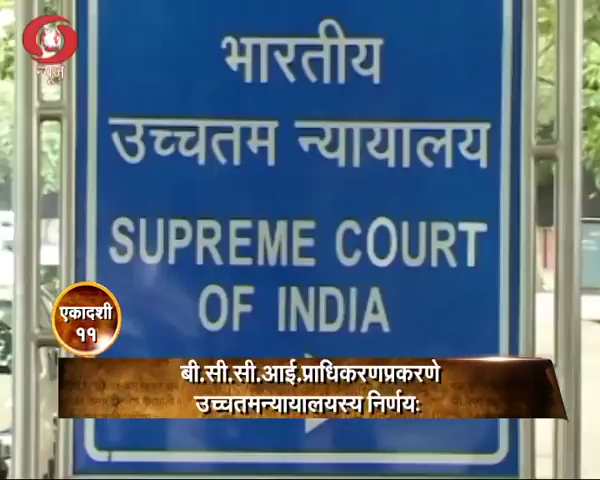 न्यूज़
भारतीय
उच्चतम न्यायालय
SUPREME COURT
OF INDIA
एकादशी
११
बी.सी.सी.आई.प्राधिकरणप्रकरणे
उच्चतमन्यायालयस्य निर्णयः